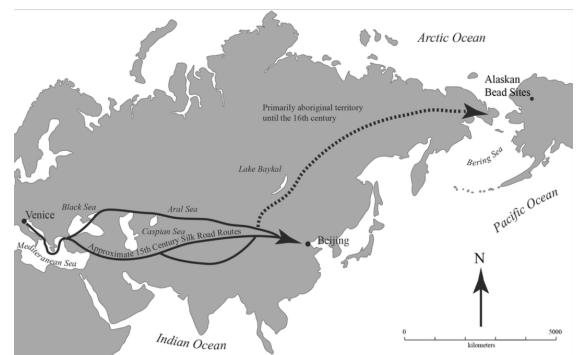 Arctic Ocean
Alaskan
Bead Sites
Primarily aboriginal territory
until the 16th century
Bering Sea
Lake Baykal
Pacific Ocean
Black Sea
Aral Sea
Venice
Caspian Sea
Approximate 15th Century Silk Road Routes
Beijing
Mediteranean Sea
N
Indian Ocean
0
5000
kilometers